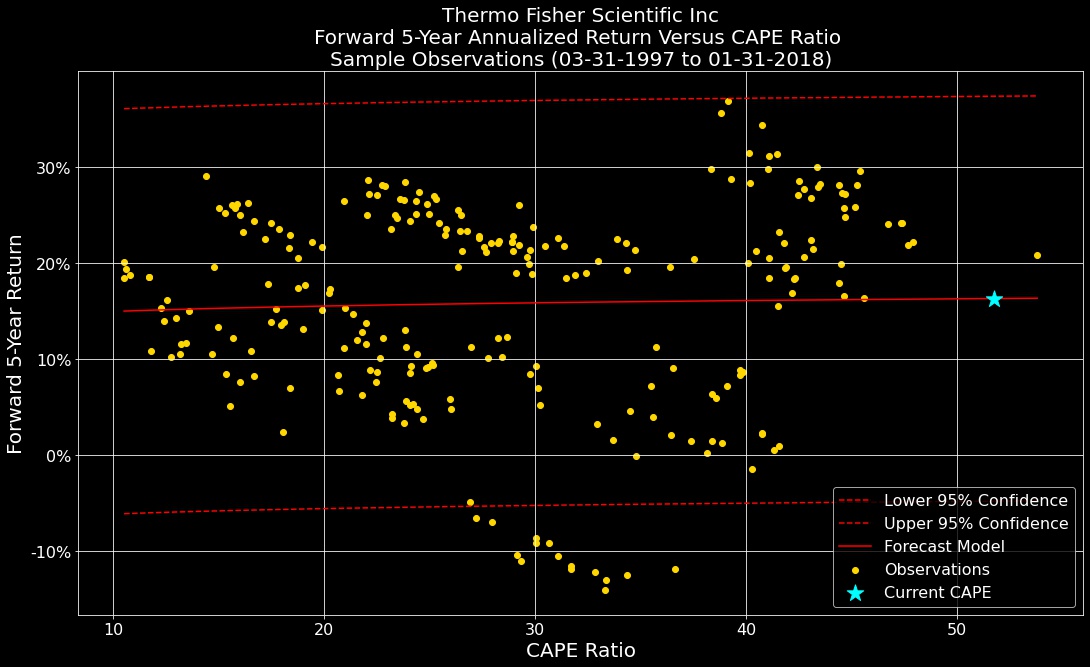 Thermo Fisher Scientific Inc
Forward 5-Year Annualized Return Versus CAPE Ratio
Sample Observations (03-31-1997 to 01-31-2018)
Forward 5-Year Return
30%
20%
10%
0%
-10%
Lower 95% Confidence
Upper 95% Confidence
Forecast Model
Observations
Current CAPE
10 20 30 40 50
CAPE Ratio